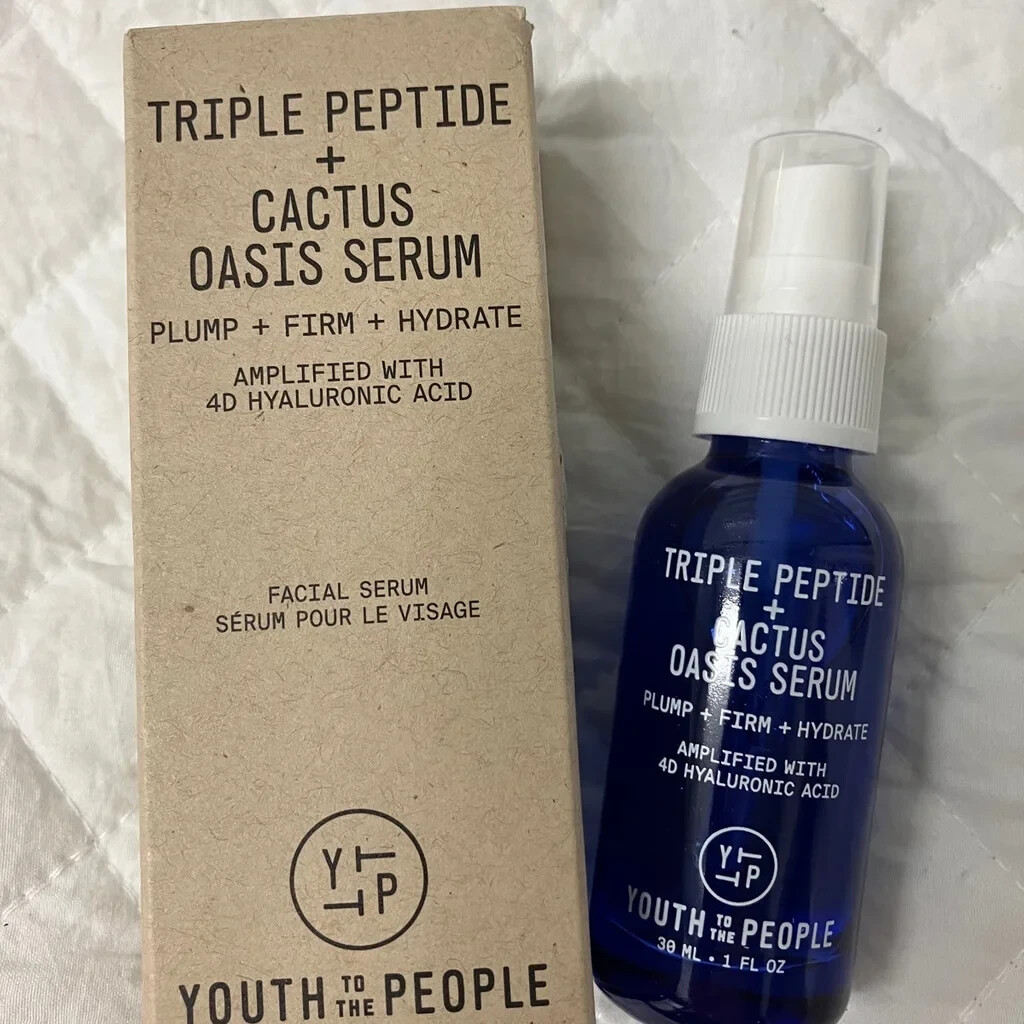 TRIPLE PEPTIDE
+
CACTUS
OASIS SERUM
PLUMP + FIRM + HYDRATE
AMPLIFIED WITH
4D HYALURONIC ACID
FACIAL SERUM
SÉRUM POUR LE VISAGE
YTTP
YOUTH TO THE PEOPLE
TRIPLE PEPTIDE
+
CACTUS
OASIS SERUM
PLUMP + FIRM + HYDRATE
AMPLIFIED WITH
4D HYALURONIC ACID
YTTP
YOUTH TO THE PEOPLE
30 ML • 1 FL OZ